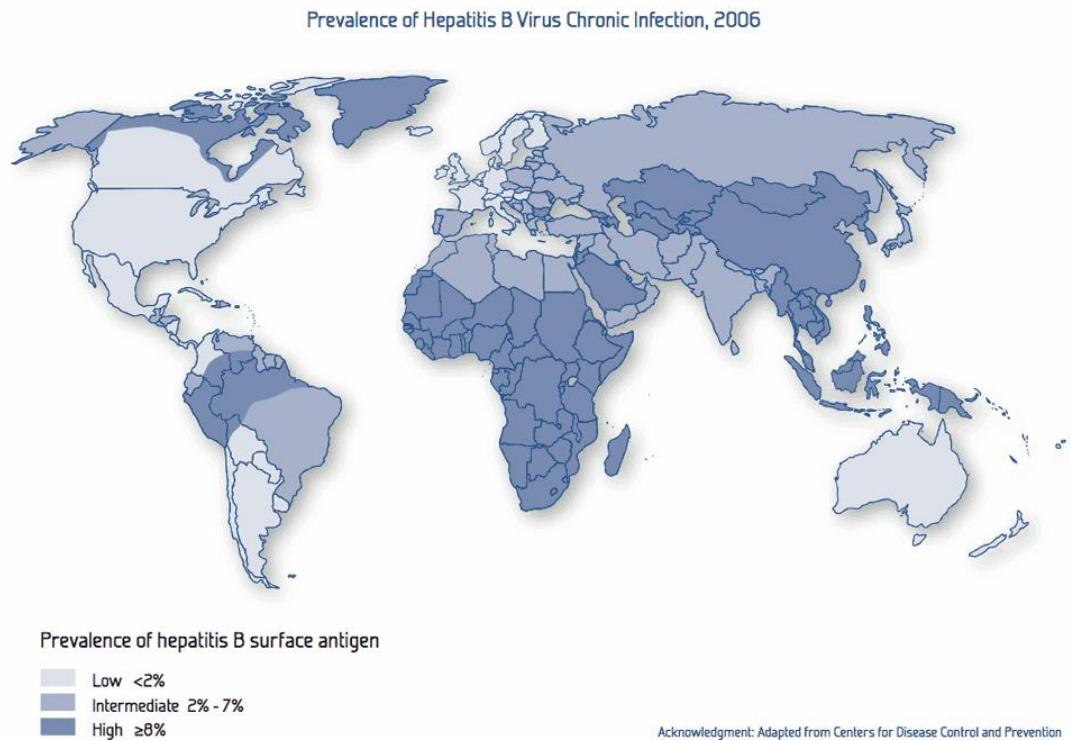 Prevalence of Hepatitis B Virus Chronic Infection, 2006
Prevalence of hepatitis B surface antigen
Low <2%
Intermediate 2% - 7%
High ≥8%
Acknowledgment: Adapted from Centers for Disease Control and Prevention